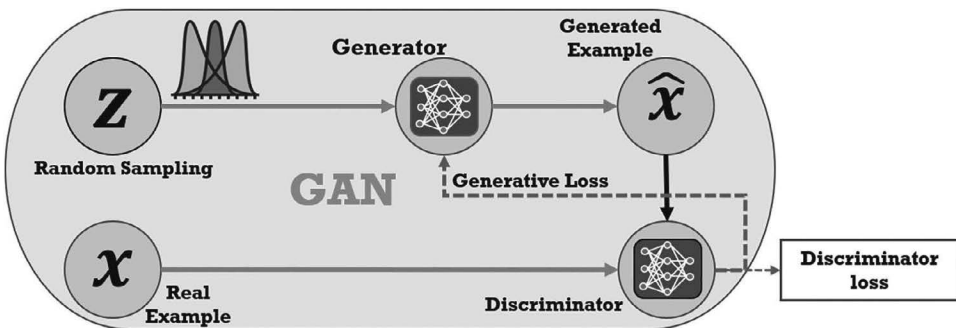 Generator
Generated
Example
z
x̂
Random Sampling
GAN
Generative Loss
x
Real
Example
Discriminator
Discriminator
loss